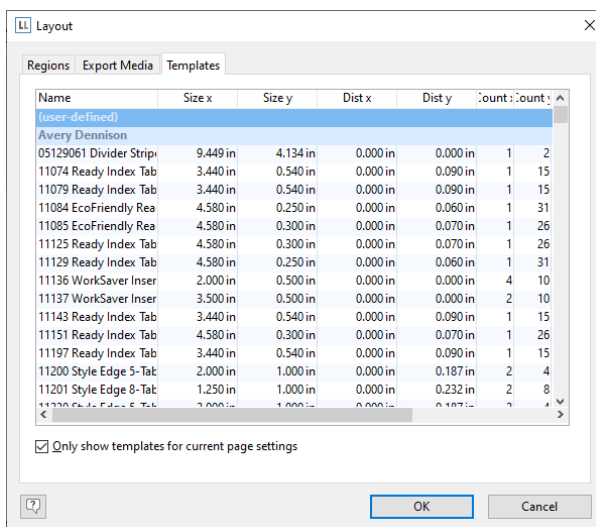 LL Layout
Regions Export Media Templates
Name Size x Size y Dist x Dist y Count y
(user-defined)
Avery Dennison
05129061 Divider Strip 9.449 in 4.134 in 0.000 in 0.000 in 1 2
11074 Ready Index Tab 3.440 in 0.540 in 0.000 in 0.090 in 1 15
11079 Ready Index Tab 3.440 in 0.540 in 0.000 in 0.090 in 1 15
11084 EcoFriendly Rea 4.580 in 0.250 in 0.000 in 0.060 in 1 31
11085 EcoFriendly Rea 4.580 in 0.300 in 0.000 in 0.070 in 1 26
11125 Ready Index Tab 4.580 in 0.300 in 0.000 in 0.070 in 1 26
11129 Ready Index Tab 4.580 in 0.250 in 0.000 in 0.060 in 1 31
11136 WorkSaver Inser 2.000 in 0.500 in 0.000 in 0.000 in 4 10
11137 WorkSaver Inser 3.500 in 0.500 in 0.000 in 0.000 in 2 10
11143 Ready Index Tab 3.440 in 0.540 in 0.000 in 0.090 in 1 15
11151 Ready Index Tab 4.580 in 0.300 in 0.000 in 0.070 in 1 26
11197 Ready Index Tab 3.440 in 0.540 in 0.000 in 0.090 in 1 15
11200 Style Edge 5-Tab 2.000 in 1.000 in 0.000 in 0.187 in 2 4
11201 Style Edge 8-Tab 1.250 in 1.000 in 0.000 in 0.232 in 2 8
Only show templates for current page settings
OK Cancel